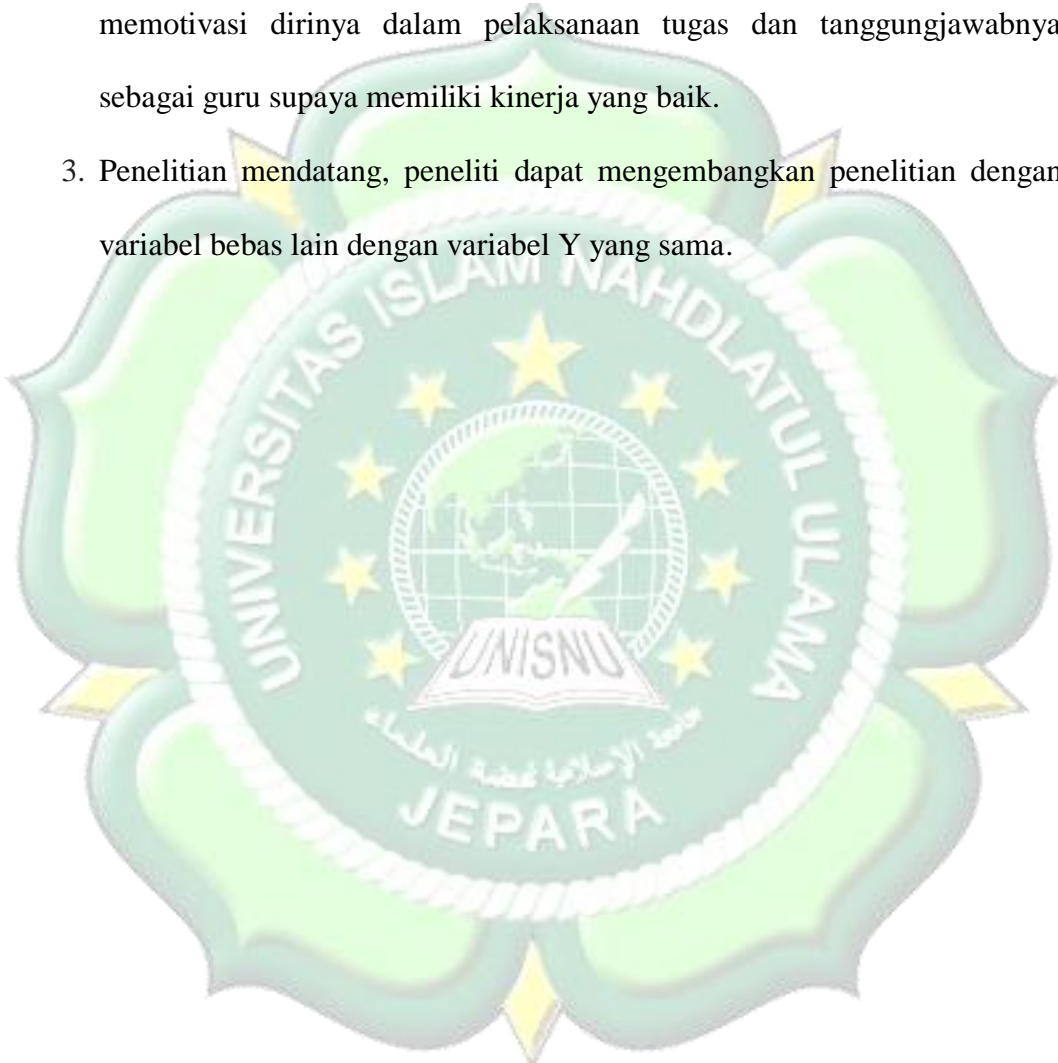 memotivasi dirinya dalam pelaksanaan tugas dan tanggungjawabnya
sebagai guru supaya memiliki kinerja yang baik.
3. Penelitian mendatang, peneliti dapat mengembangkan penelitian dengan
variabel bebas lain dengan variabel Y yang sama.
UNIVERSITAS ISLAM NAHDLATUL ULAMA
UNISNU
JEPARA